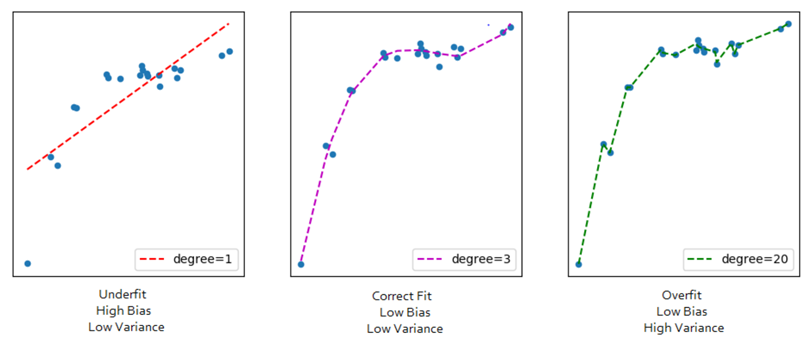 degree=1
degree=3
degree=20
Underfit
High Bias
Low Variance
Correct Fit
Low Bias
Low Variance
Overfit
Low Bias
High Variance